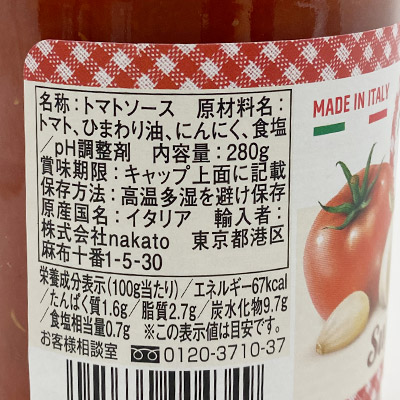 名称：トマトソース　原材料名：
トマト、ひまわり油、にんにく、食塩
/pH調整剤　内容量：280g
賞味期限：キャップ上面に記載
保存方法：高温多湿を避け保存
原産国名：イタリア　輸入者：
株式会社nakato　東京都港区
麻布十番1-5-30
栄養成分表示(100g当たり)／エネルギー67kcal
/たんぱく質1.6g／脂質2.7g／炭水化物9.7g
/食塩相当量0.7g　※この表示値は目安です。
お客様相談室　0120-3710-37
MADE IN ITALY